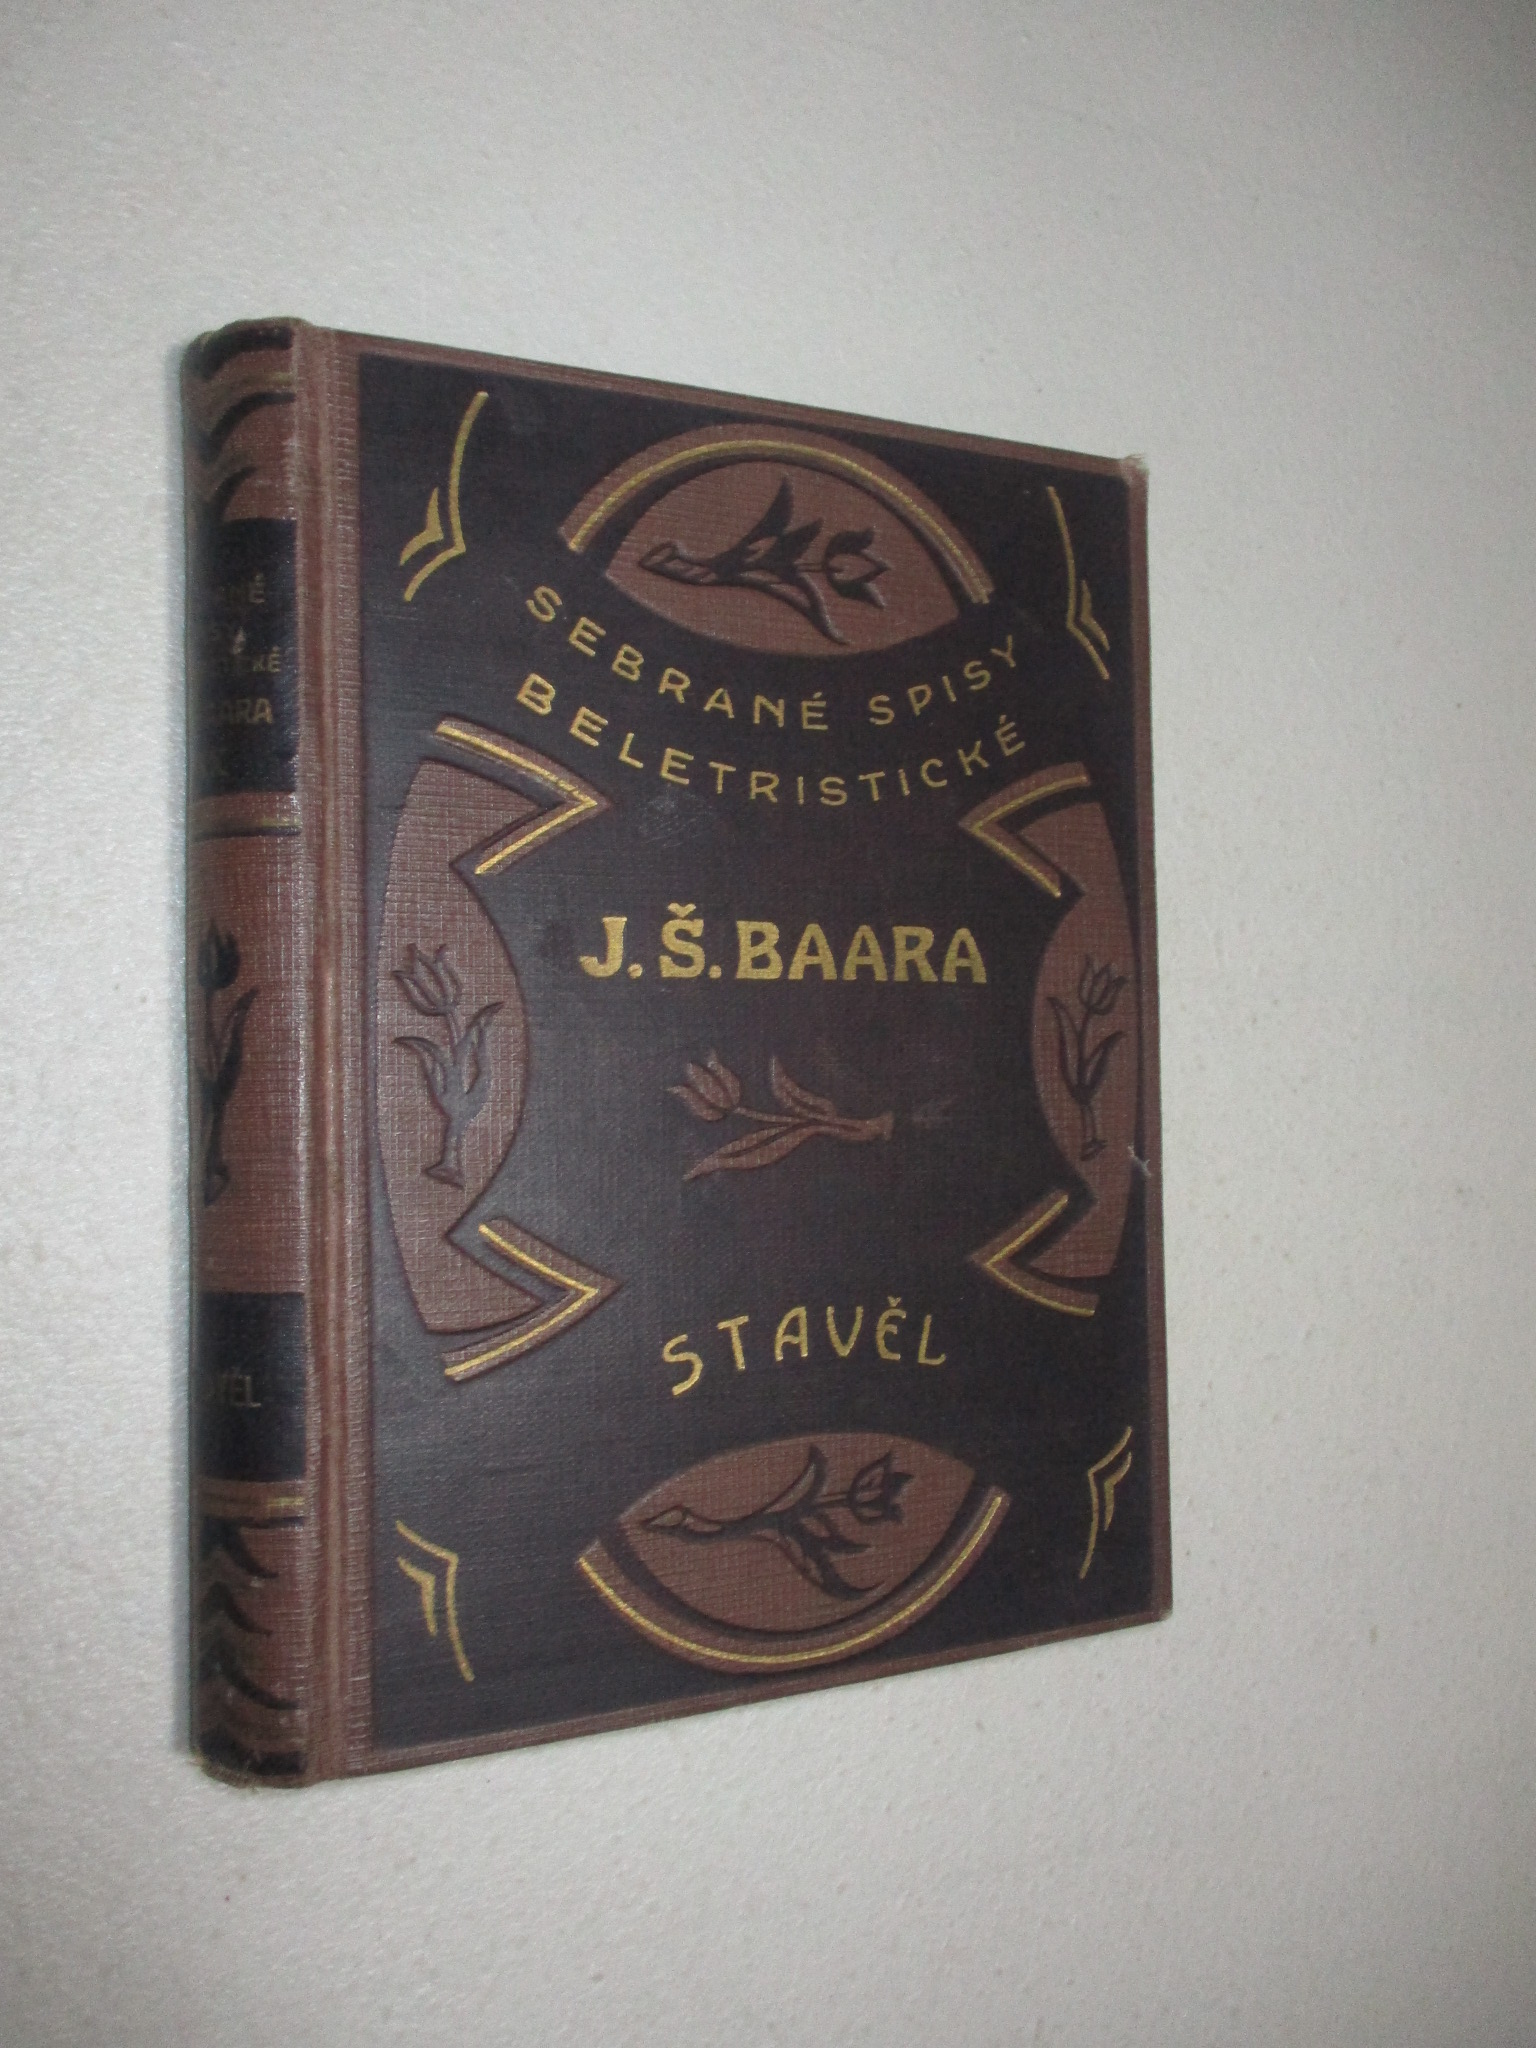 SEBRANÉ SPISY
BELETRISTICKÉ
J. Š. BAARA
STAVĚL